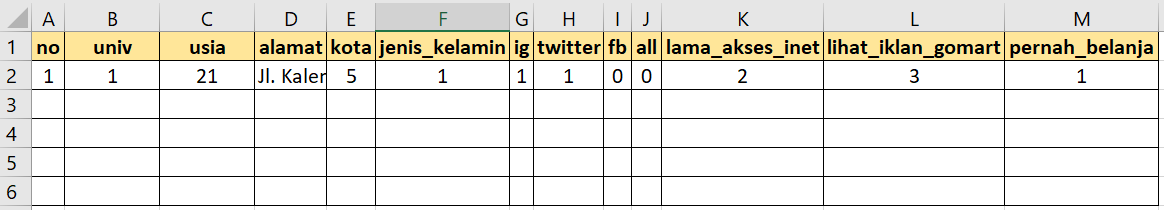 A B C D E F G H I J K L M
1 no univ usia alamat kota jenis_kelamin ig twitter fb all lama_akses_inet lihat_iklan_gomart pernah_belanja
2 1 1 21 Jl. Kaler 5 1 1 1 0 0 2 3 1
3
4
5
6